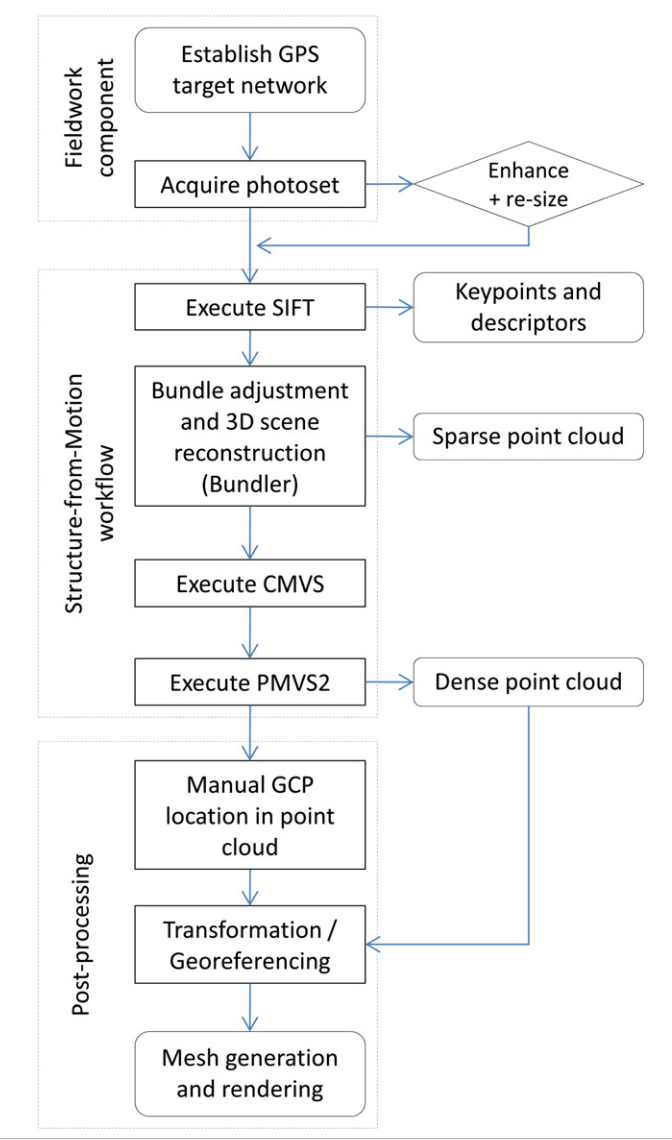 Fieldwork
component
Establish GPS
target network
Acquire photoset
Enhance
+ re-size
Structure-from-Motion
workflow
Execute SIFT
Keypoints and
descriptors
Bundle adjustment
and 3D scene
reconstruction
(Bundler)
Sparse point cloud
Execute CMVS
Execute PMVS2
Dense point cloud
Post-processing
Manual GCP
location in point
cloud
Transformation /
Georeferencing
Mesh generation
and rendering